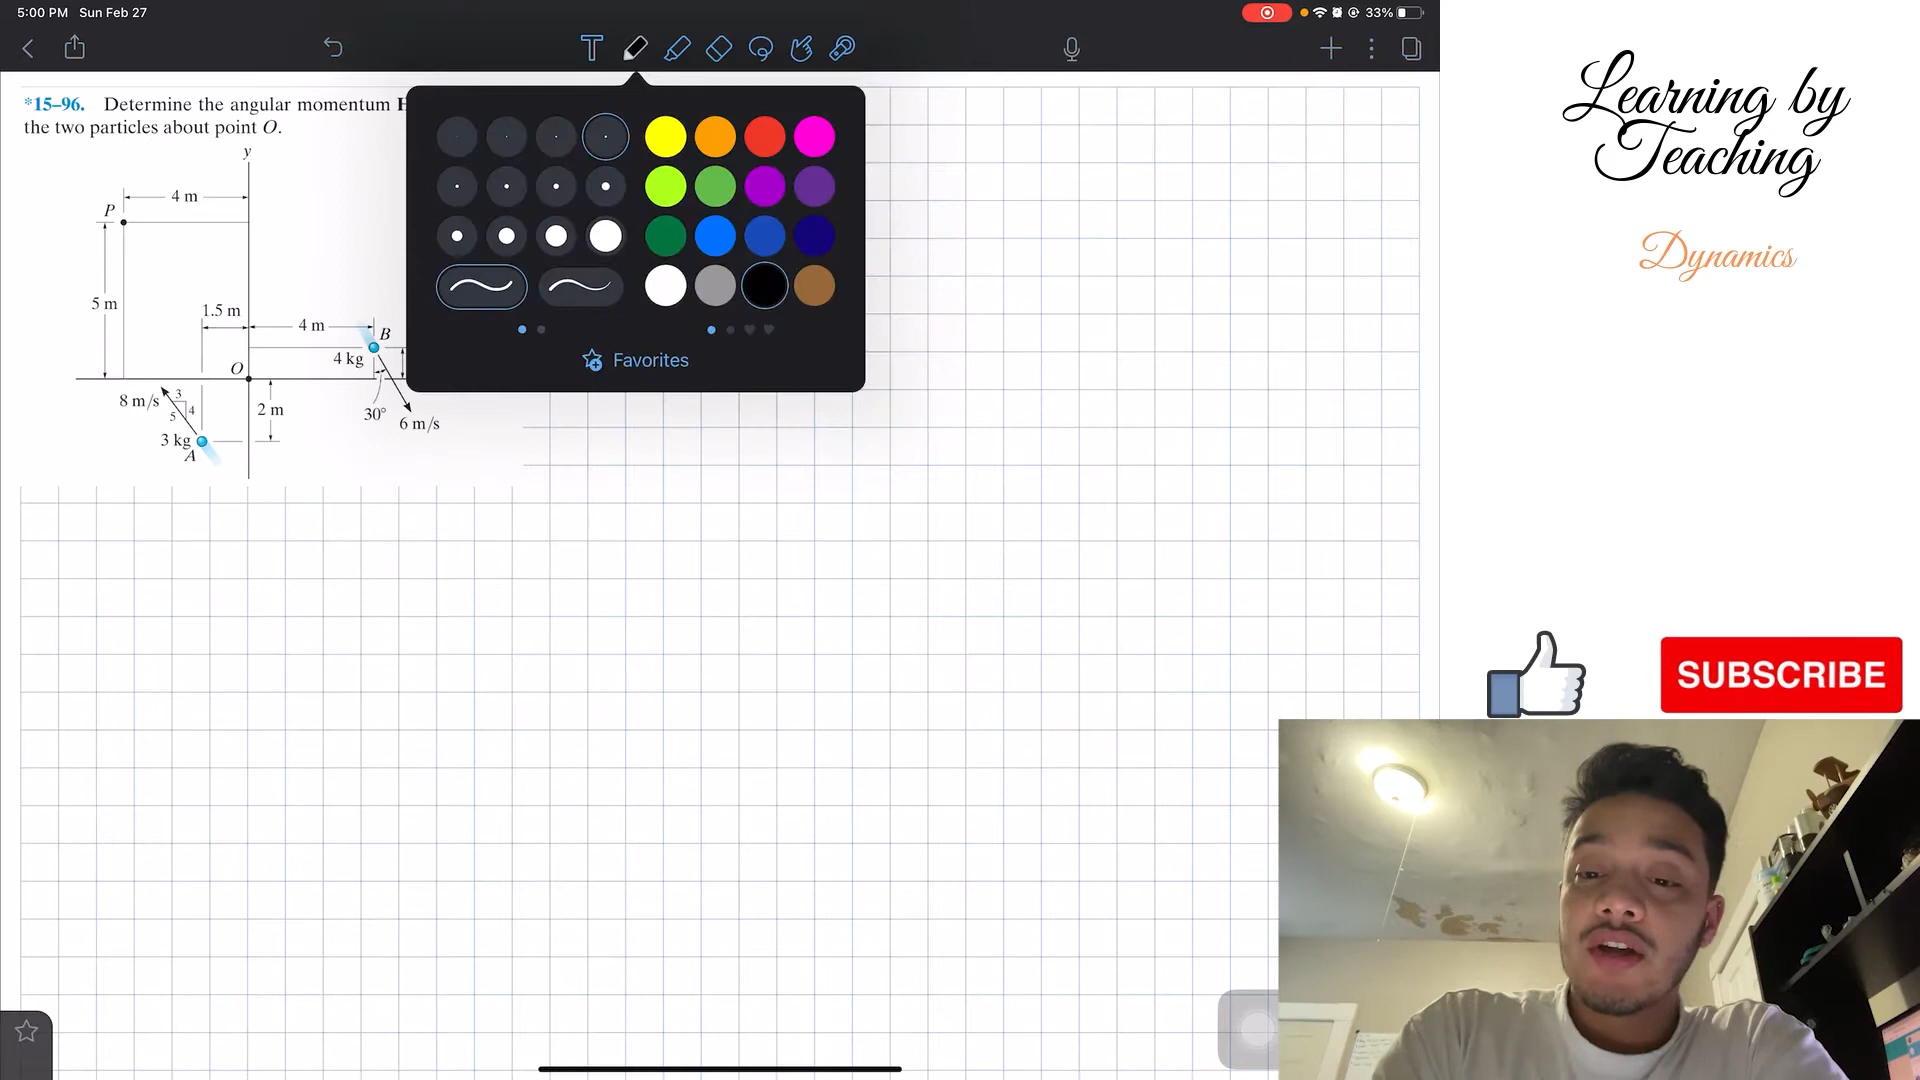 5:00 PM Sun Feb 27
33%
*15–96. Determine the angular momentum
the two particles about point O.
y
4 m
P
5 m
1.5 m
4 m
B
4 kg
O
8 m/s
3
4
5
2 m
30°
6 m/s
3 kg
A
Favorites
Learning by
Teaching
Dynamics
SUBSCRIBE